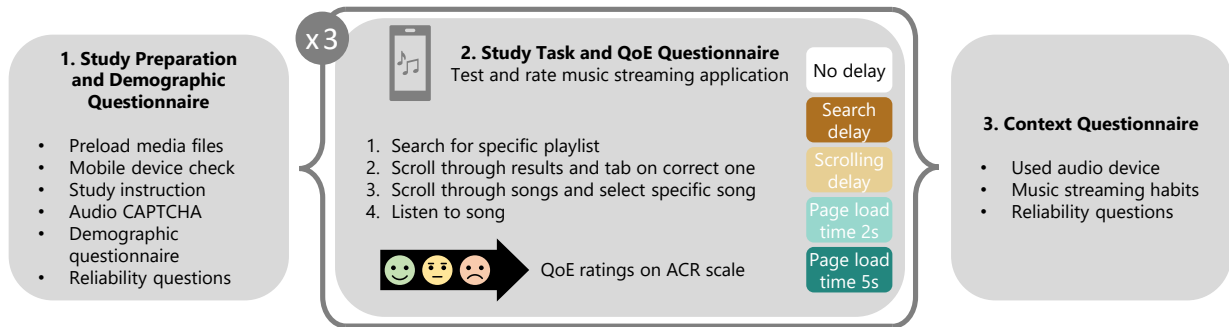 1. Study Preparation
and Demographic
Questionnaire
• Preload media files
• Mobile device check
• Study instruction
• Audio CAPTCHA
• Demographic
questionnaire
• Reliability questions
x3
2. Study Task and QoE Questionnaire
Test and rate music streaming application
1. Search for specific playlist
2. Scroll through results and tab on correct one
3. Scroll through songs and select specific song
4. Listen to song
QoE ratings on ACR scale
No delay
Search
delay
Scrolling
delay
Page load
time 2s
Page load
time 5s
3. Context Questionnaire
• Used audio device
• Music streaming habits
• Reliability questions